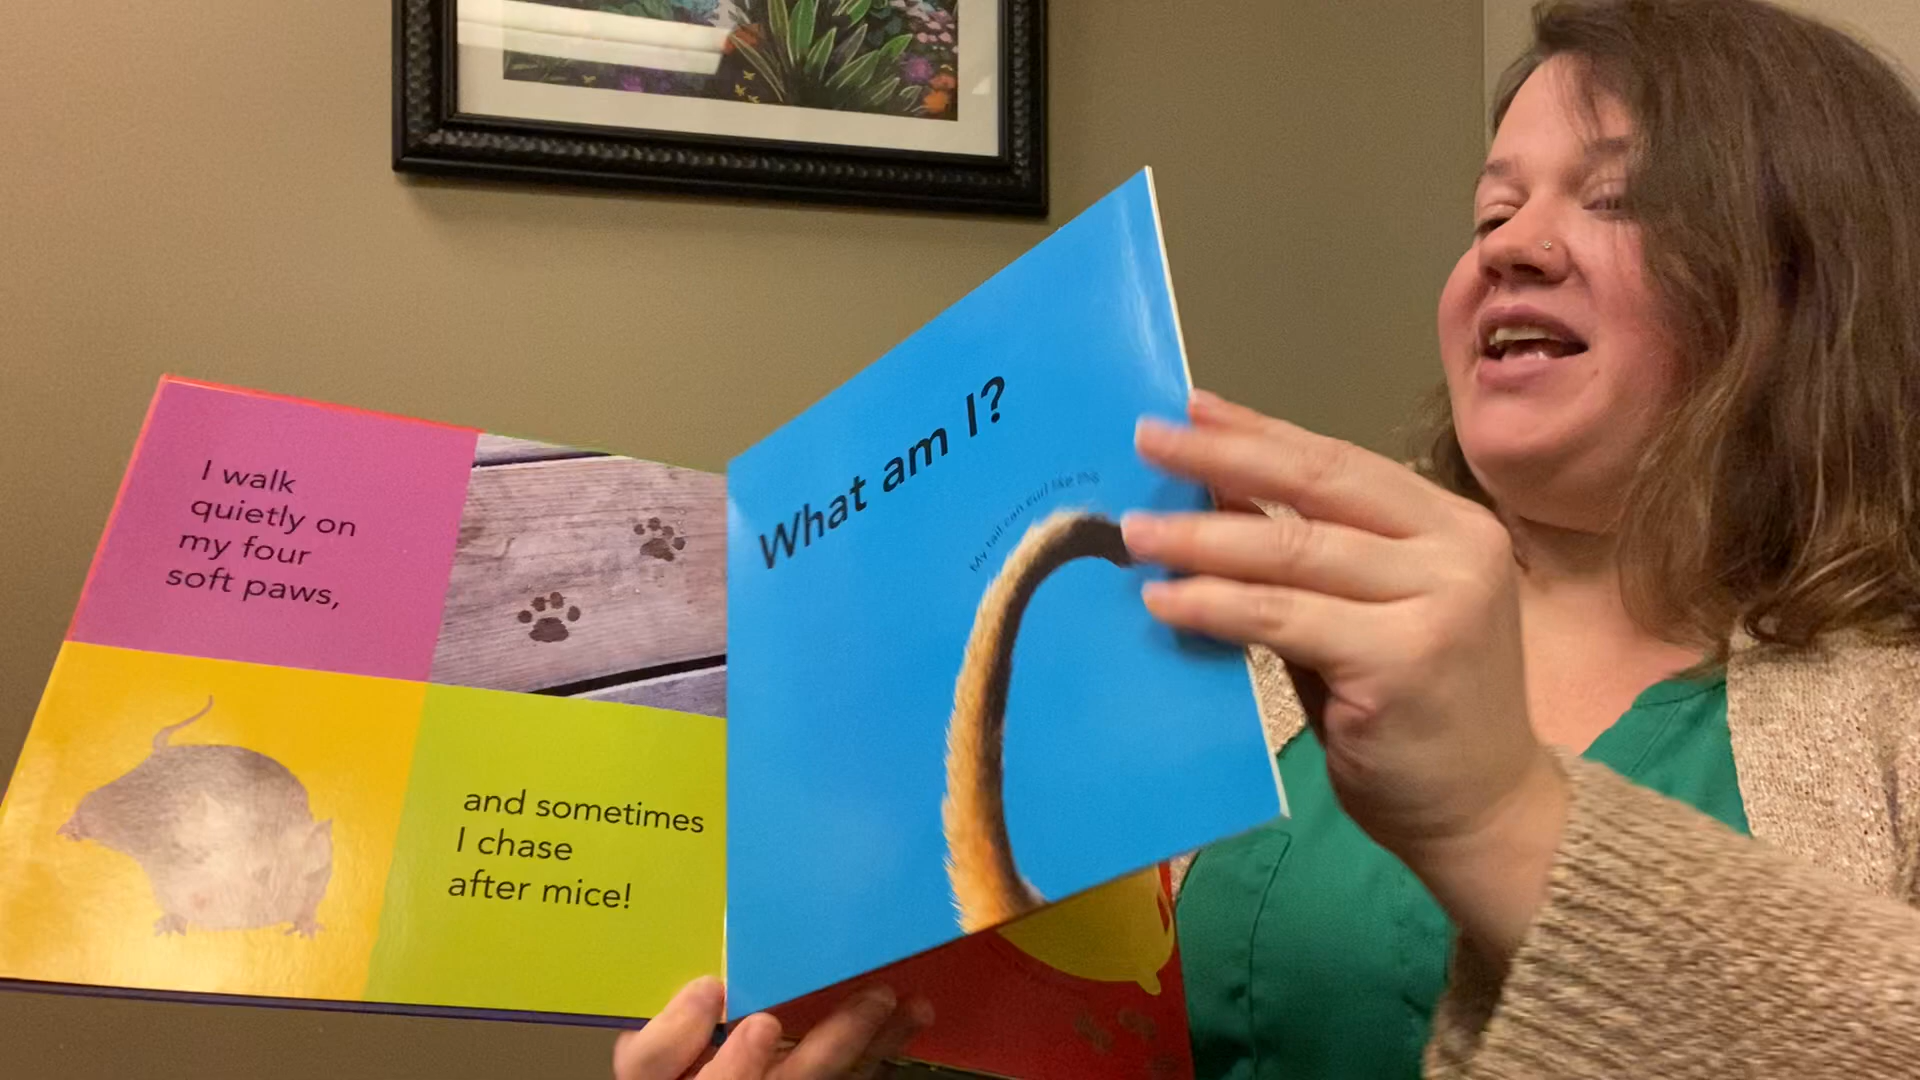 I walk
quietly on
my four
soft paws,
and sometimes
I chase
after mice!
What am I?
My tail can curl like this